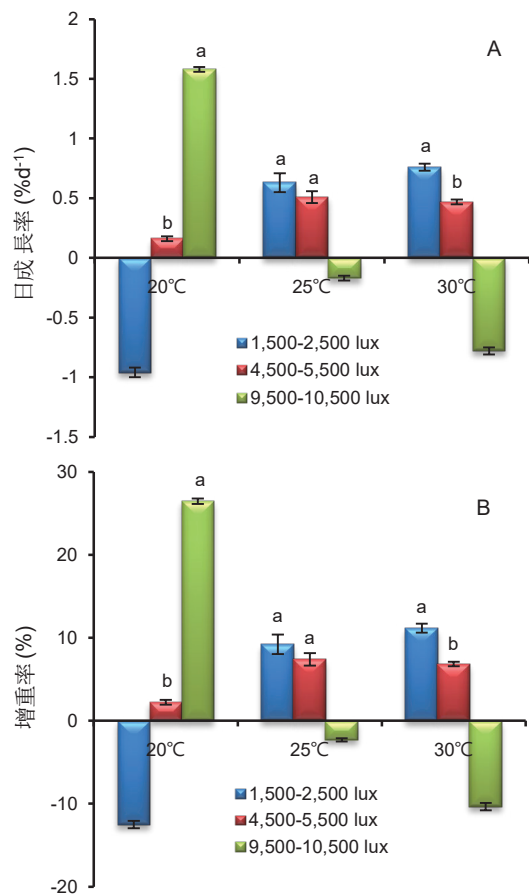 2
a
A
1.5
1
a
a
a
b
0.5
b
0
20℃
25℃
30℃
-0.5
1,500-2,500 lux
4,500-5,500 lux
-1
9,500-10,500 lux
-1.5
日成 長率 (%d-1)
30
a
B
20
a
a
a
b
10
b
0
20℃
25℃
30℃
-10
1,500-2,500 lux
4,500-5,500 lux
9,500-10,500 lux
-20
增重率 (%)